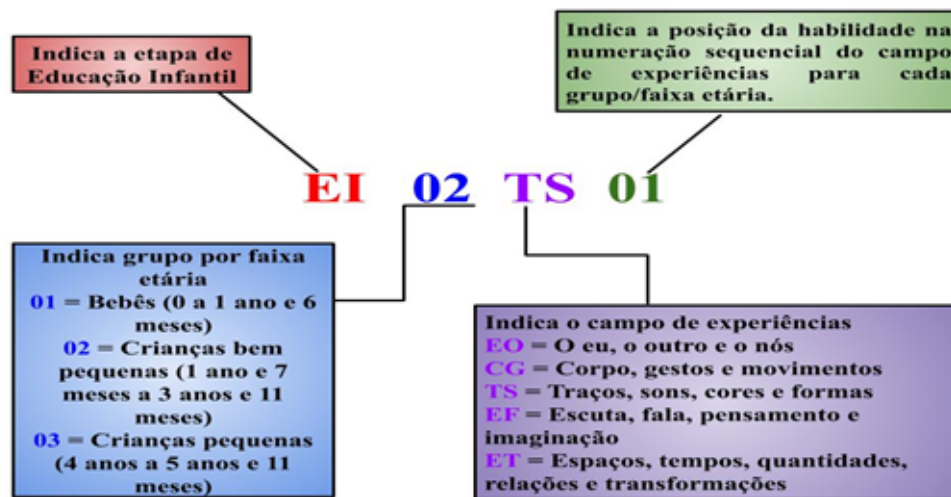 Indica a etapa de
Educação Infantil
Indica a posição da habilidade na
numeração sequencial do campo
de experiências para cada
grupo/faixa etária.
EI 02 TS 01
Indica grupo por faixa
etária
01 = Bebês (0 a 1 ano e 6
meses)
02 = Crianças bem
pequenas (1 ano e 7
meses a 3 anos e 11
meses)
03 = Crianças pequenas
(4 anos a 5 anos e 11
meses)
Indica o campo de experiências
EO = O eu, o outro e o nós
CG = Corpo, gestos e movimentos
TS = Traços, sons, cores e formas
EF = Escuta, fala, pensamento e
imaginação
ET = Espaços, tempos, quantidades,
relações e transformações